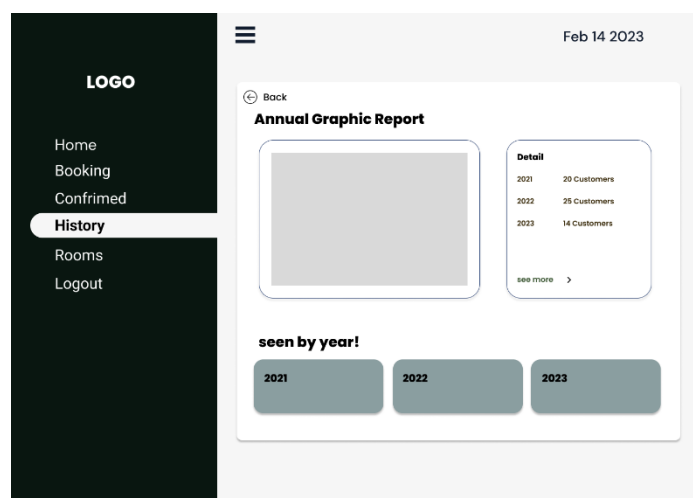 Feb 14 2023
LOGO
Home
Booking
Confrimed
History
Rooms
Logout
Back
Annual Graphic Report
Detail
2021 20 Customers
2022 25 Customers
2023 14 Customers
see more
seen by year!
2021 2022 2023